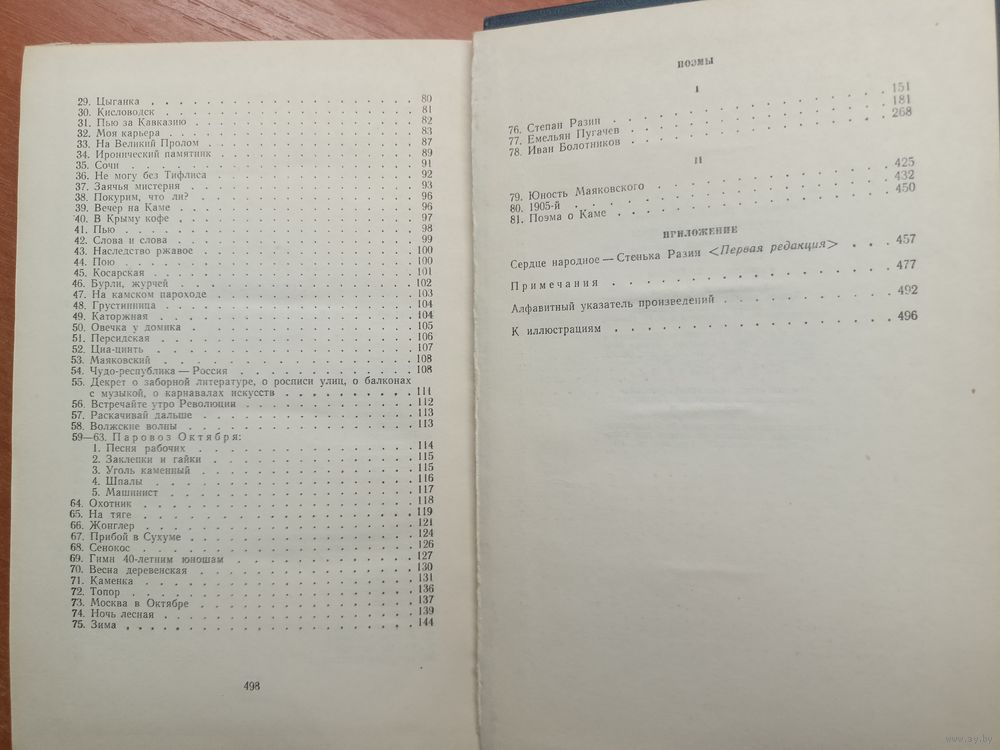 29. Цыганка . . . 80
30. Кисловодск . . . 81
31. Пью за Кавказию . . . 82
32. Моя карьера . . . 83
33. На Великий Пролом . . . 87
34. Иронический памятник . . . 89
35. Сочи . . . 91
36. Не могу без Тифлиса . . . 92
37. Заячья мистерия . . . 93
38. Покурим, что ли? . . . 96
39. Вечер на Каме . . . 96
40. В Крыму кофе . . . 97
41. Пью . . . 98
42. Слова и слова . . . 99
43. Наследство ржавое . . . 100
44. Пою . . . 100
45. Косарская . . . 101
46. Бурли, журчей . . . 102
47. На камском пароходе . . . 103
48. Грустинница . . . 104
49. Каторжная . . . 104
50. Овечка у домика . . . 105
51. Персидская . . . 106
52. Циа-цинть . . . 107
53. Маяковский . . . 108
54. Чудо-республика — Россия . . . 108
55. Декрет о заборной литературе, о росписи улиц, о балконах
с музыкой, о карнавалах искусств . . . 111
56. Встречайте утро Революции . . . 112
57. Раскачивай дальше . . . 113
58. Волжские волны . . . 113
59—63. Паровоз Октября:
1. Песня рабочих . . . 114
2. Заклепки и гайки . . . 115
3. Уголь каменный . . . 115
4. Шпалы . . . 116
5. Машинист . . . 117
64. Охотник . . . 118
65. На тяге . . . 119
66. Жонглер . . . 121
67. Прибой в Сухуме . . . 124
68. Сенокос . . . 126
69. Гимн 40-летним юношам . . . 127
70. Весна деревенская . . . 130
71. Каменка . . . 131
72. Топор . . . 136
73. Москва в Октябре . . . 137
74. Ночь лесная . . . 139
75. Зима . . . 144
498
ПОЭМЫ
I
76. Степан Разин . . . 151
77. Емельян Пугачев . . . 181
78. Иван Болотников . . . 268
II
79. Юность Маяковского . . . 425
80. 1905-й . . . 432
81. Поэма о Каме . . . 450
ПРИЛОЖЕНИЕ
Сердце народное — Стенька Разин <Первая редакция> . . . 457
Примечания . . . 477
Алфавитный указатель произведений . . . 492
К иллюстрациям . . . 496
www.ay.by